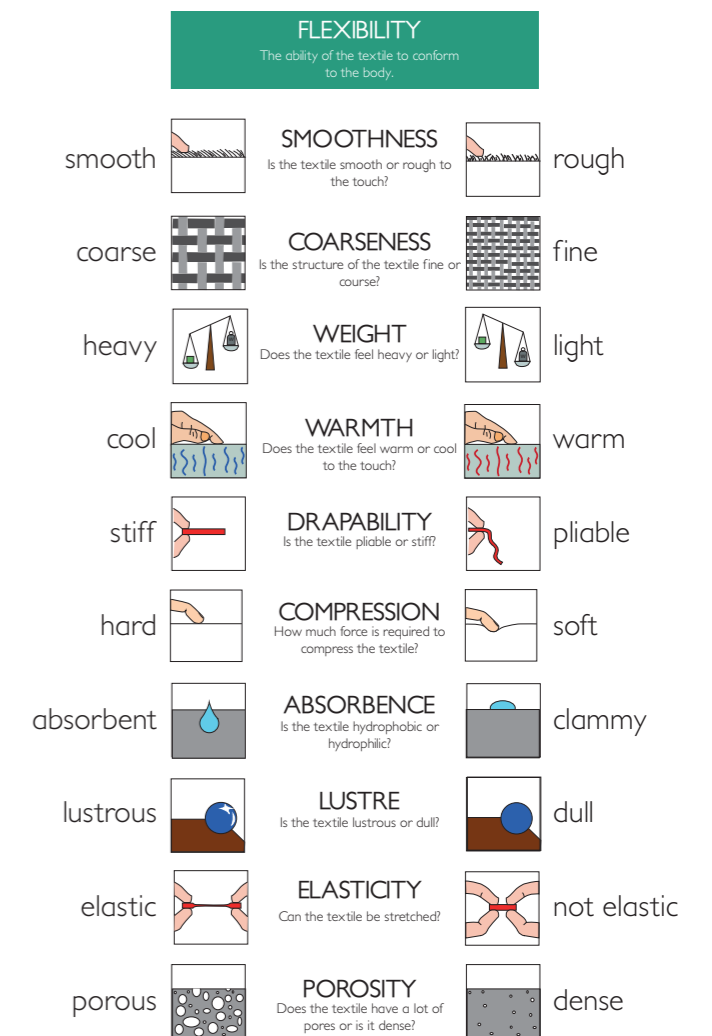 FLEXIBILITY
The ability of the textile to conform
to the body.
smooth
SMOOTHNESS
Is the textile smooth or rough to
the touch?
rough
coarse
COARSENESS
Is the structure of the textile fine or
course?
fine
heavy
WEIGHT
Does the textile feel heavy or light?
light
cool
WARMTH
Does the textile feel warm or cool
to the touch?
warm
stiff
DRAPABILITY
Is the textile pliable or stiff?
pliable
hard
COMPRESSION
How much force is required to
compress the textile?
soft
absorbent
ABSORBENCE
Is the textile hydrophobic or
hydrophilic?
clammy
lustrous
LUSTRE
Is the textile lustrous or dull?
dull
elastic
ELASTICITY
Can the textile be stretched?
not elastic
porous
POROSITY
Does the textile have a lot of
pores or is it dense?
dense